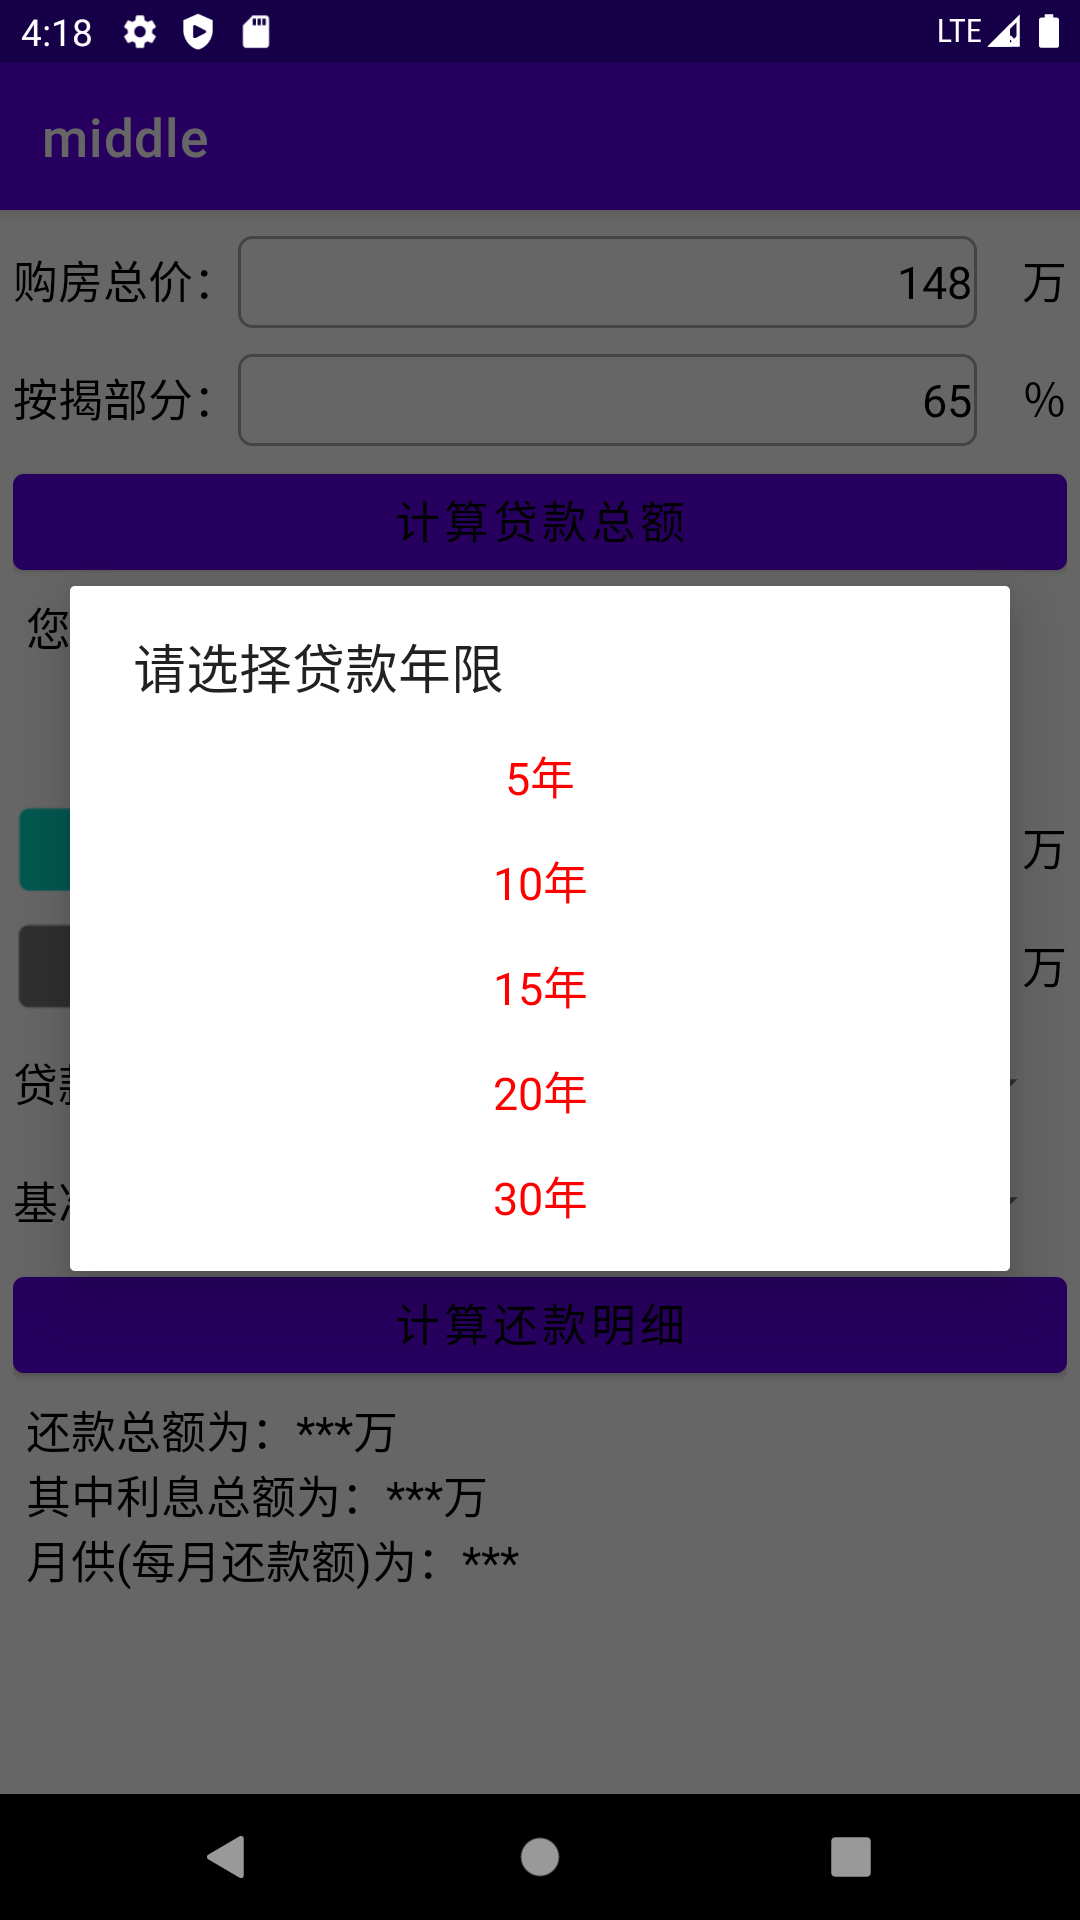 4:18 LTE
middle
购房总价： 148 万
按揭部分： 65 %
计算贷款总额
您
请选择贷款年限
5年
10年
万
15年
万
20年
贷
30年
基
计算还款明细
还款总额为：***万
其中利息总额为：***万
月供(每月还款额)为：***